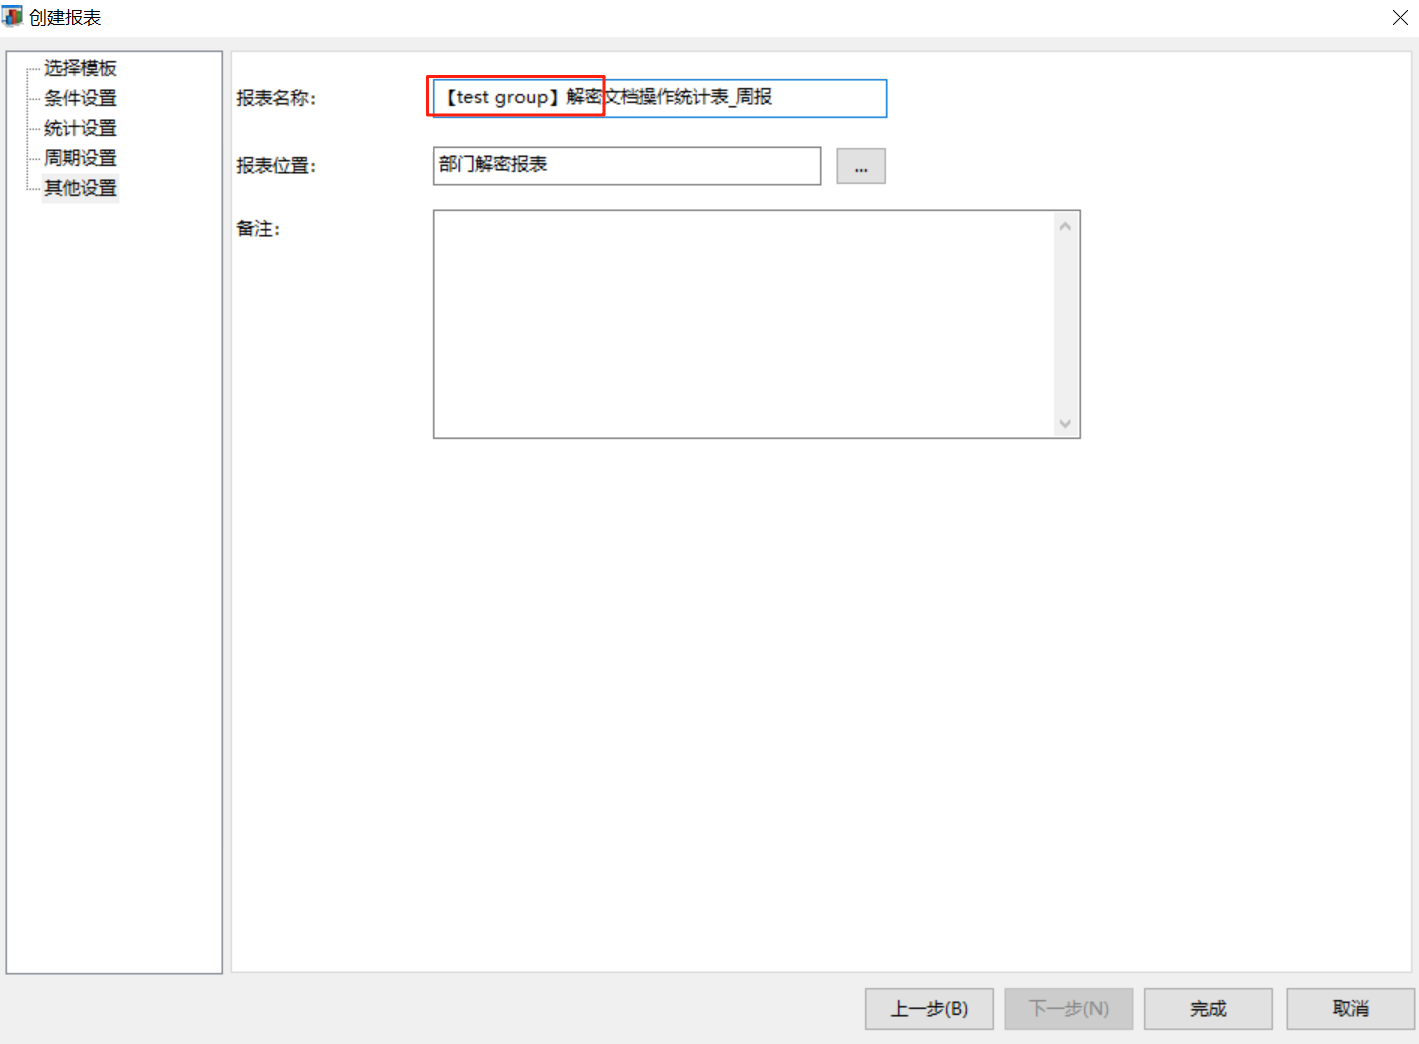 创建报表
选择模板
条件设置
统计设置
周期设置
其他设置
报表名称：
【test group】解密文档操作统计表_周报
报表位置：
部门解密报表
...
备注：
上一步(B)
下一步(N)
完成
取消